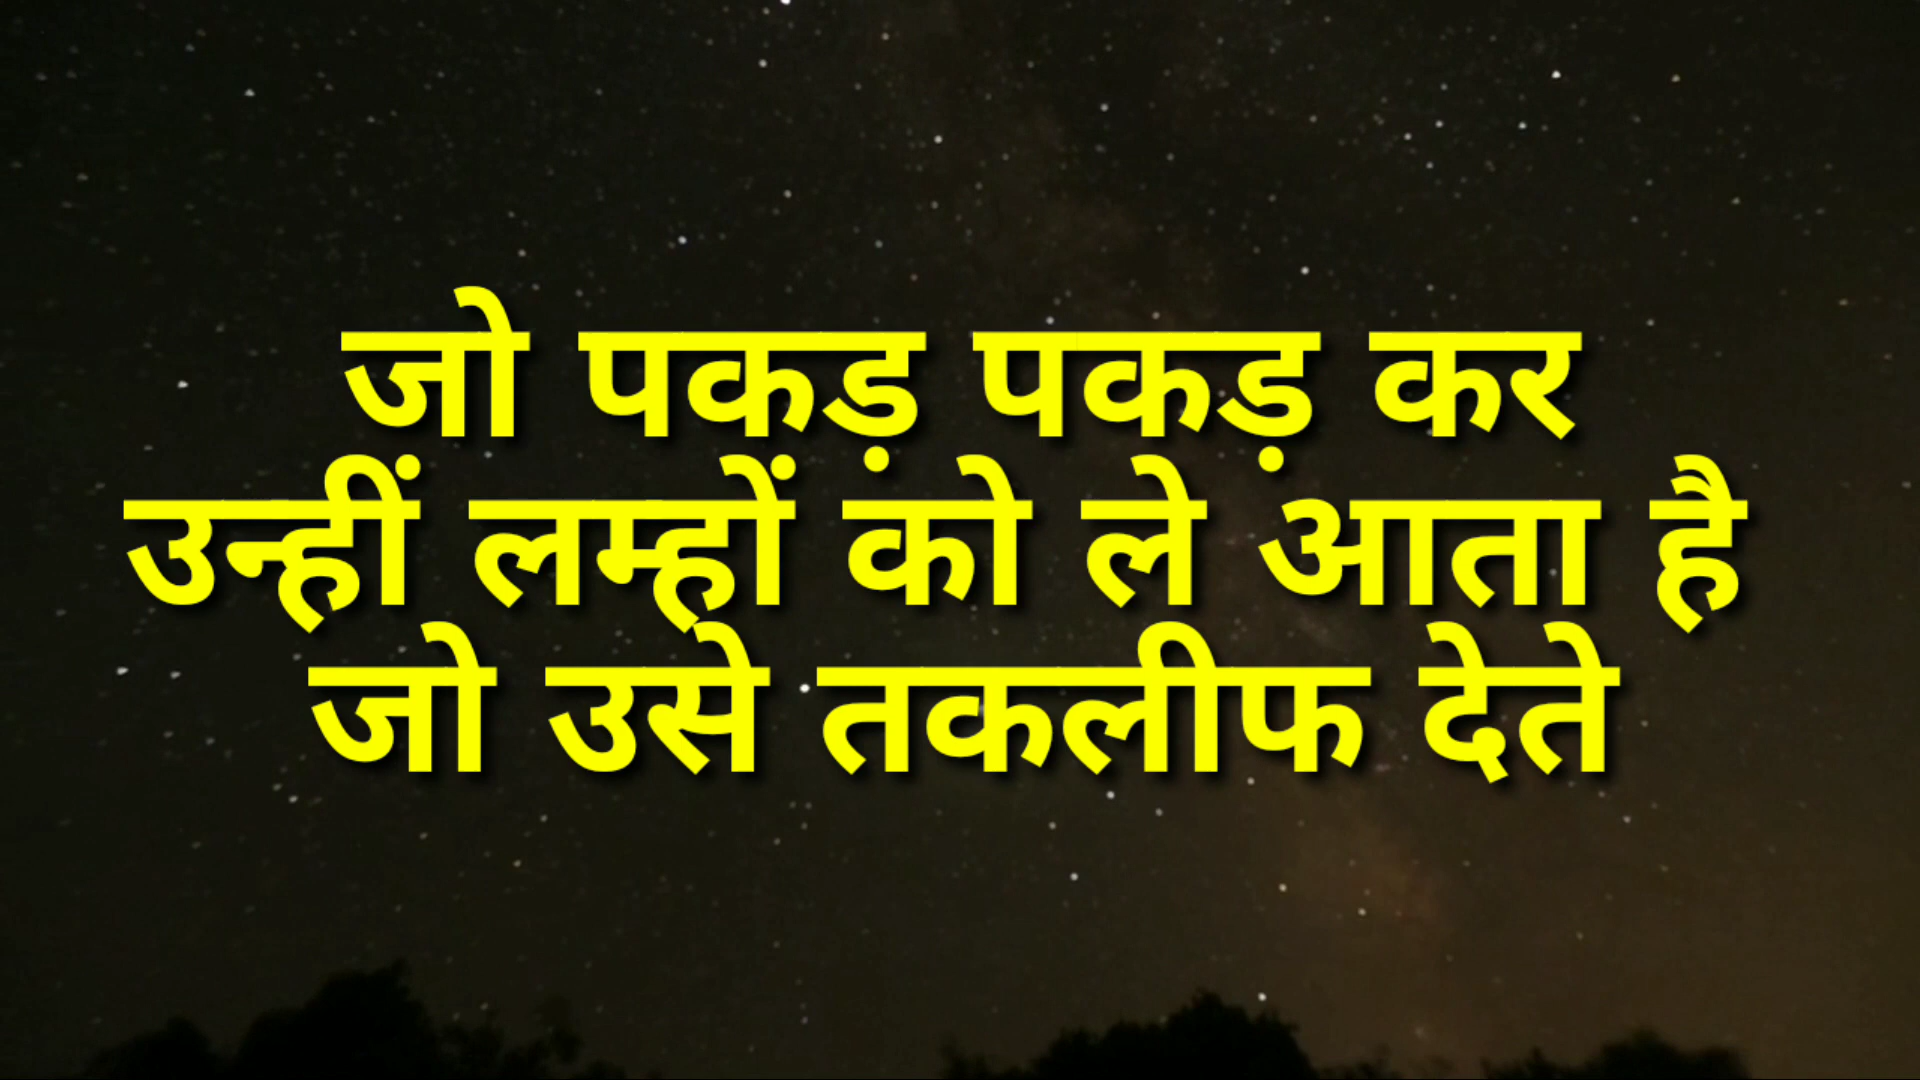 जो पकड़ पकड़ कर
उन्हीं लम्हों को ले आता है
जो उसे तकलीफ देते